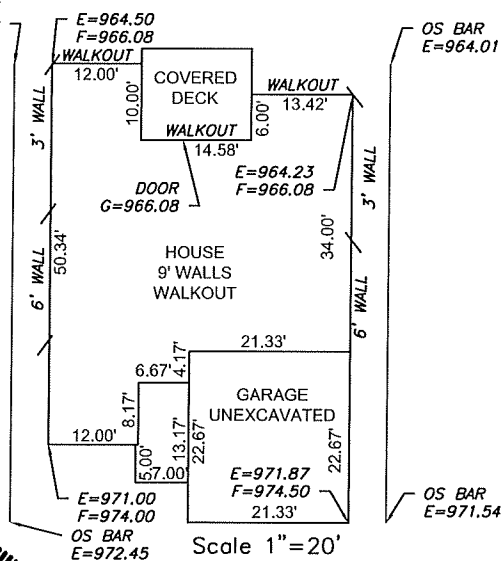 E=964.50
F=966.08
OS BAR
E=964.01
WALKOUT
12.00'
COVERED
DECK
10.00'
WALKOUT
13.42'
6.00'
3' WALL
WALKOUT
14.58'
E=964.23
F=966.08
3' WALL
DOOR
G=966.08
50.34'
34.00'
HOUSE
9' WALLS
WALKOUT
6' WALL
6' WALL
21.33'
6.67'
4.17'
GARAGE
UNEXCAVATED
8.17'
13.17'
22.67'
22.67'
12.00'
5.00'
7.00'
E=971.87
F=974.50
E=971.00
F=974.00
21.33'
OS BAR
E=971.54
OS BAR
E=972.45
Scale 1"=20'